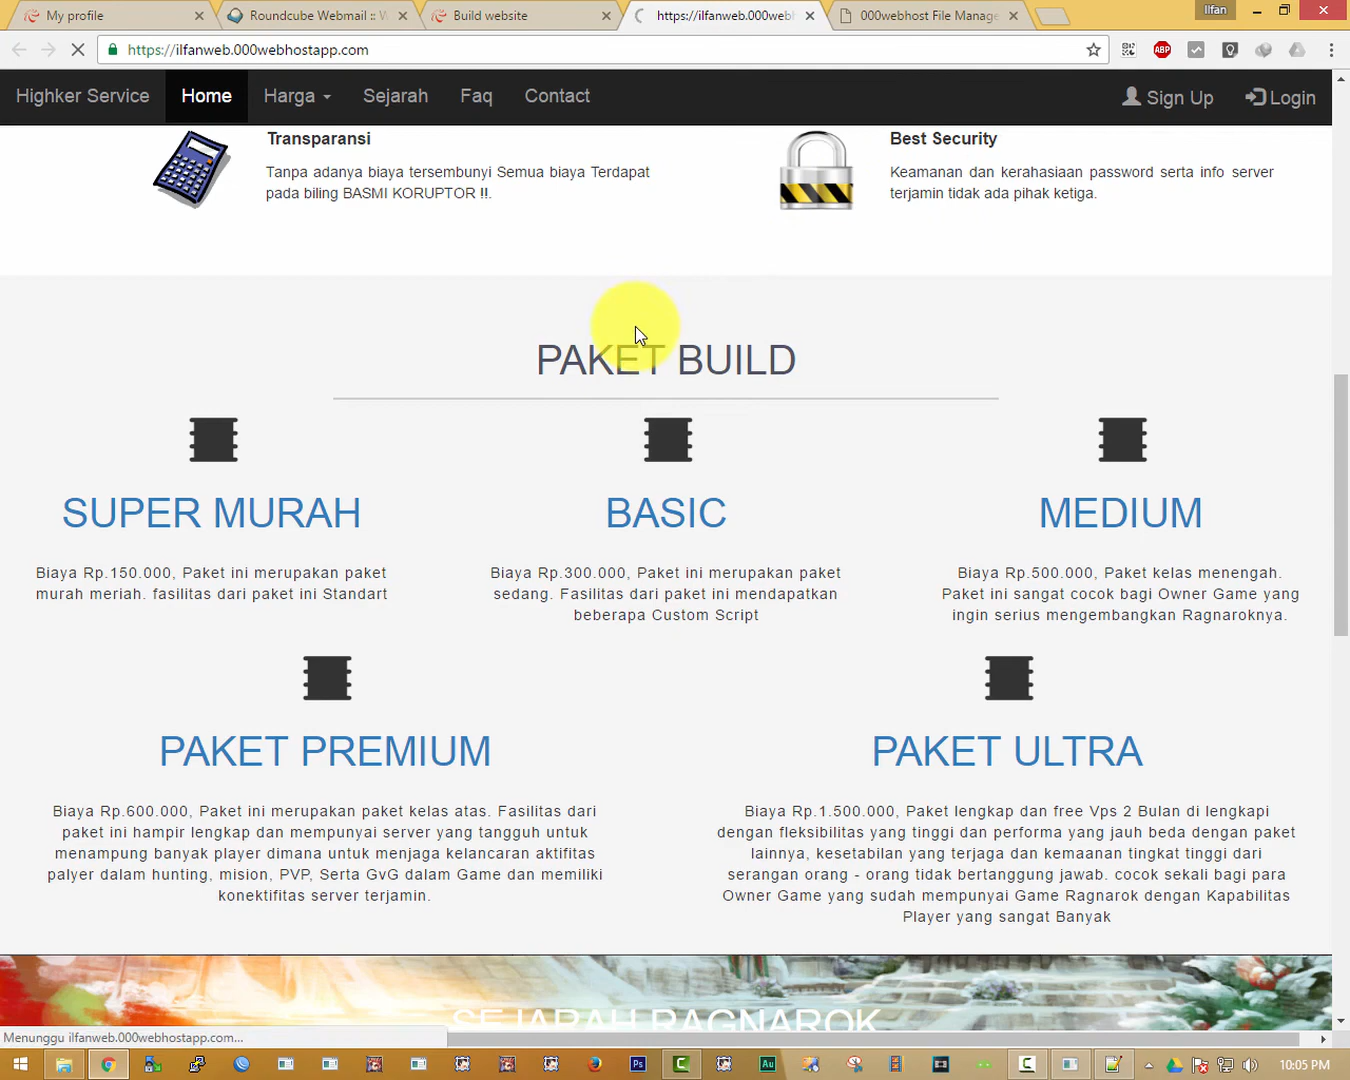 My profile
Roundcube Webmail :: W
Build website
https://ilfanweb.000webh
000webhost File Manage
Ilfan
https://ilfanweb.000webhostapp.com
ABP
Highker Service
Home
Harga
Sejarah
Faq
Contact
Sign Up
Login
Transparansi
Tanpa adanya biaya tersembunyi Semua biaya Terdapat
pada biling BASMI KORUPTOR !!.
Best Security
Keamanan dan kerahasiaan password serta info server
terjamin tidak ada pihak ketiga.
PAKET BUILD
SUPER MURAH
Biaya Rp.150.000, Paket ini merupakan paket
murah meriah. fasilitas dari paket ini Standart
BASIC
Biaya Rp.300.000, Paket ini merupakan paket
sedang. Fasilitas dari paket ini mendapatkan
beberapa Custom Script
MEDIUM
Biaya Rp.500.000, Paket kelas menengah.
Paket ini sangat cocok bagi Owner Game yang
ingin serius mengembangkan Ragnaroknya.
PAKET PREMIUM
Biaya Rp.600.000, Paket ini merupakan paket kelas atas. Fasilitas dari
paket ini hampir lengkap dan mempunyai server yang tangguh untuk
menampung banyak player dimana untuk menjaga kelancaran aktifitas
palyer dalam hunting, mision, PVP, Serta GvG dalam Game dan memiliki
konektifitas server terjamin.
PAKET ULTRA
Biaya Rp.1.500.000, Paket lengkap dan free Vps 2 Bulan di lengkapi
dengan fleksibilitas yang tinggi dan performa yang jauh beda dengan paket
lainnya, kesetabilan yang terjaga dan kemaanan tingkat tinggi dari
serangan orang - orang tidak bertanggung jawab. cocok sekali bagi para
Owner Game yang sudah mempunyai Game Ragnarok dengan Kapabilitas
Player yang sangat Banyak
SEJARAH RAGNAROK
Menunggu ilfanweb.000webhostapp.com...
Ps
Au
10:05 PM